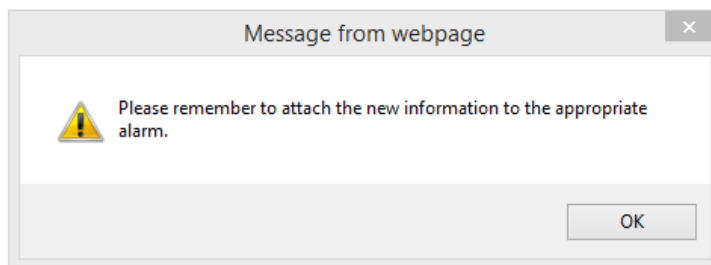 Message from webpage
Please remember to attach the new information to the appropriate
alarm.
OK